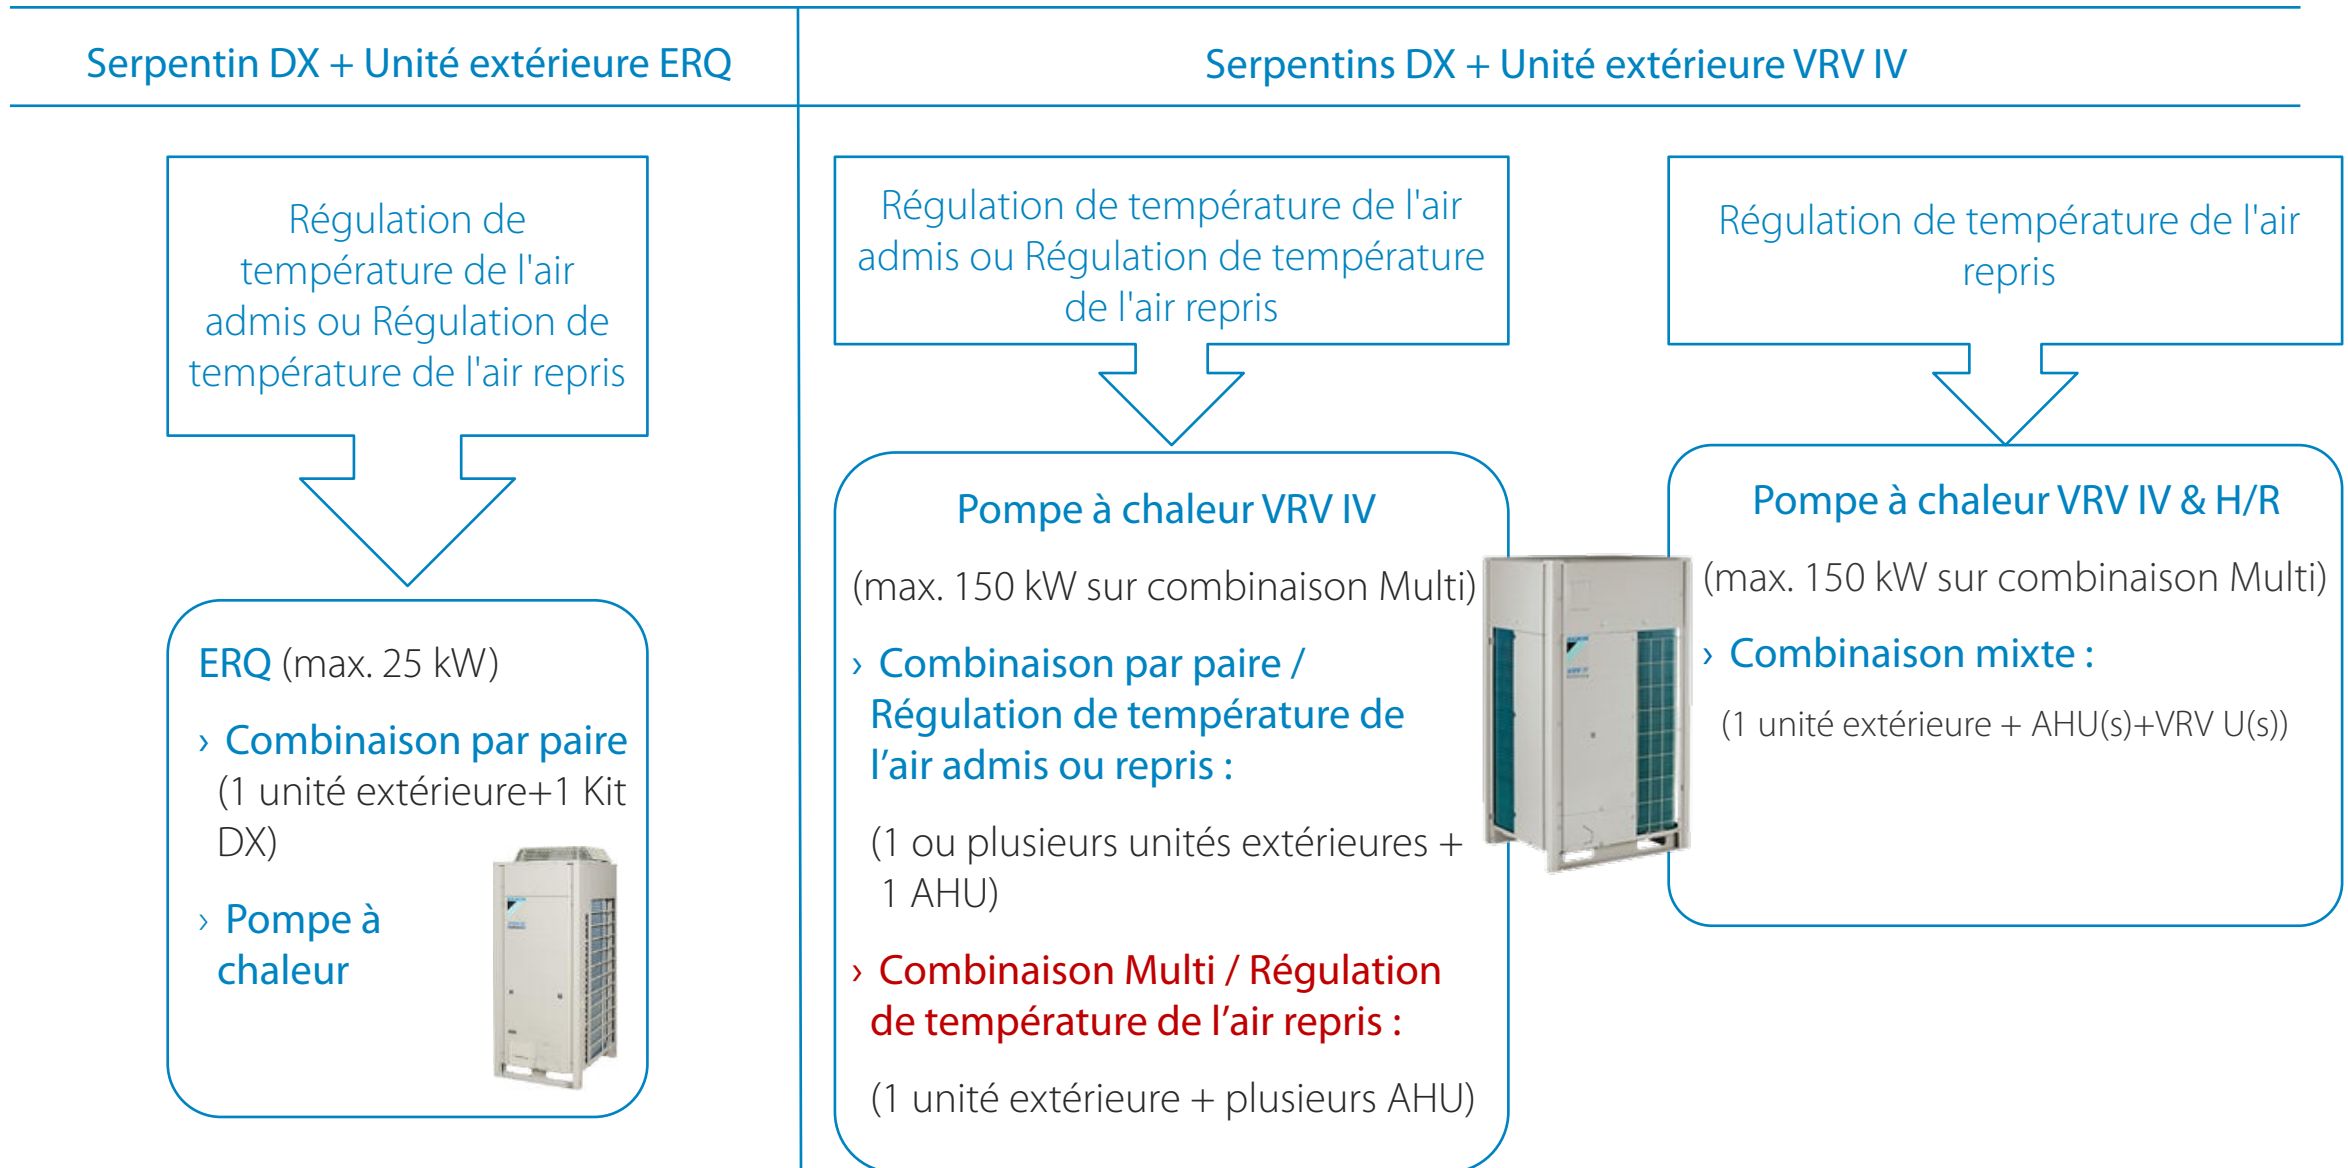 Serpentin DX + Unité extérieure ERQ
Serpentins DX + Unité extérieure VRV IV
Régulation de
température de l'air
admis ou Régulation de
température de l'air repris
Régulation de température de l'air
admis ou Régulation de température
de l'air repris
Régulation de température de l'air
repris
ERQ (max. 25 kW)
› Combinaison par paire
(1 unité extérieure+1 Kit
DX)
› Pompe à
chaleur
Pompe à chaleur VRV IV
(max. 150 kW sur combinaison Multi)
› Combinaison par paire /
Régulation de température de
l’air admis ou repris :
(1 ou plusieurs unités extérieures +
1 AHU)
› Combinaison Multi / Régulation
de température de l’air repris :
(1 unité extérieure + plusieurs AHU)
Pompe à chaleur VRV IV & H/R
(max. 150 kW sur combinaison Multi)
› Combinaison mixte :
(1 unité extérieure + AHU(s)+VRV U(s))